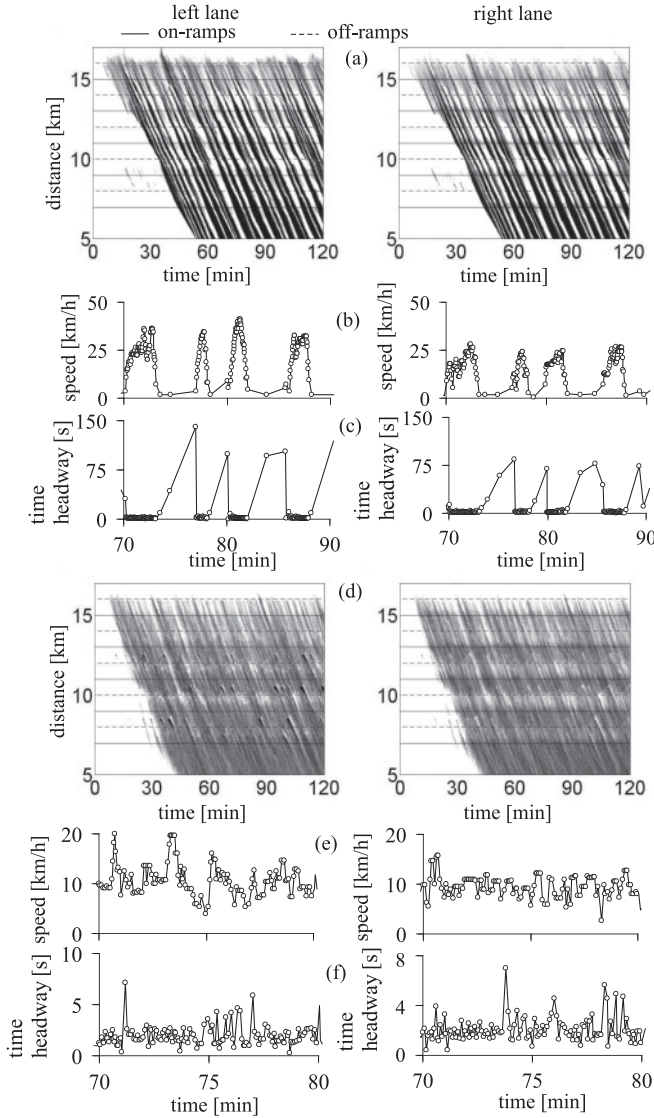 left lane right lane
on-ramps off-ramps
(a)
distance [km]
15
10
5
0 30 60 90 120 0 30 60 90 120
time [min] time [min]
(b)
speed [km/h] speed [km/h]
50 50
25 25
0 0
(c)
time headway [s] time headway [s]
150 150
75 75
0 0
70 80 90 70 80 90
time [min] time [min]
(d)
distance [km]
15 15
10 10
5 5
0 30 60 90 120 0 30 60 90 120
time [min] time [min]
(e)
speed [km/h] speed [km/h]
20 20
10 10
0 0
(f)
time headway [s] time headway [s]
10 8
5 4
0 0
70 75 80 70 75 80
time [min] time [min]